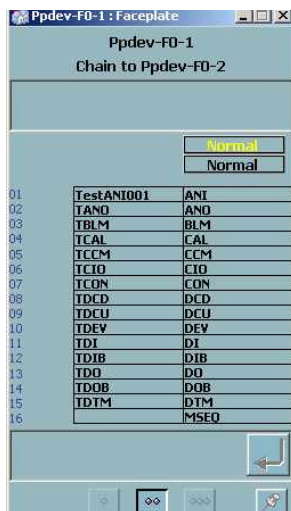 Ppdev-F0-1 : Faceplate
Ppdev-F0-1
Chain to Ppdev-F0-2
Normal
Normal
01 TestANI001 ANI
02 TANO ANO
03 TBLM BLM
04 TCAL CAL
05 TCCM CCM
06 TCIO CIO
07 TCON CON
08 TDCD DCD
09 TDCU DCU
10 TDEV DEV
11 TDI DI
12 TDIB DIB
13 TDO DO
14 TDOB DOB
15 TDTM DTM
16 MSEQ